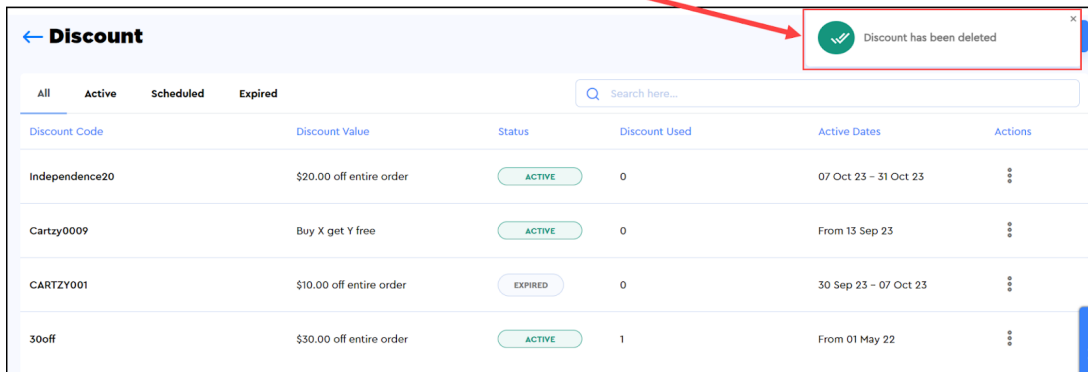 Discount
Discount has been deleted
All Active Scheduled Expired
Search here...
Discount Code Discount Value Status Discount Used Active Dates Actions
Independence20 $20.00 off entire order ACTIVE 0 07 Oct 23 – 31 Oct 23
Cartzy0009 Buy X get Y free ACTIVE 0 From 13 Sep 23
CARTZY001 $10.00 off entire order EXPIRED 0 30 Sep 23 – 07 Oct 23
30off $30.00 off entire order ACTIVE 1 From 01 May 22